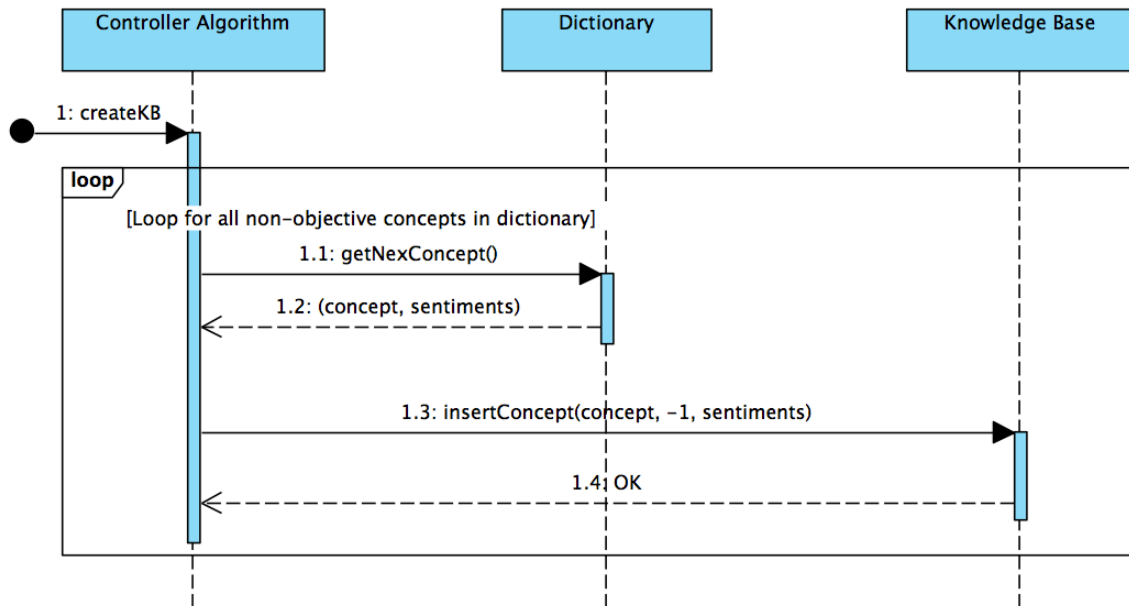 Controller Algorithm
Dictionary
Knowledge Base
1: createKB
loop
[Loop for all non-objective concepts in dictionary]
1.1: getNexConcept()
1.2: (concept, sentiments)
1.3: insertConcept(concept, -1, sentiments)
1.4: OK